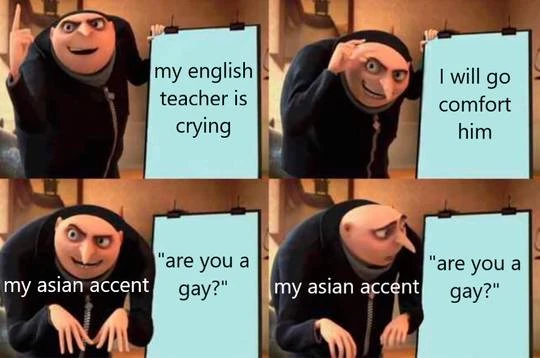 my english
teacher is
crying
I will go
comfort
him
my asian accent
"are you a
gay?"
my asian accent
"are you a
gay?"